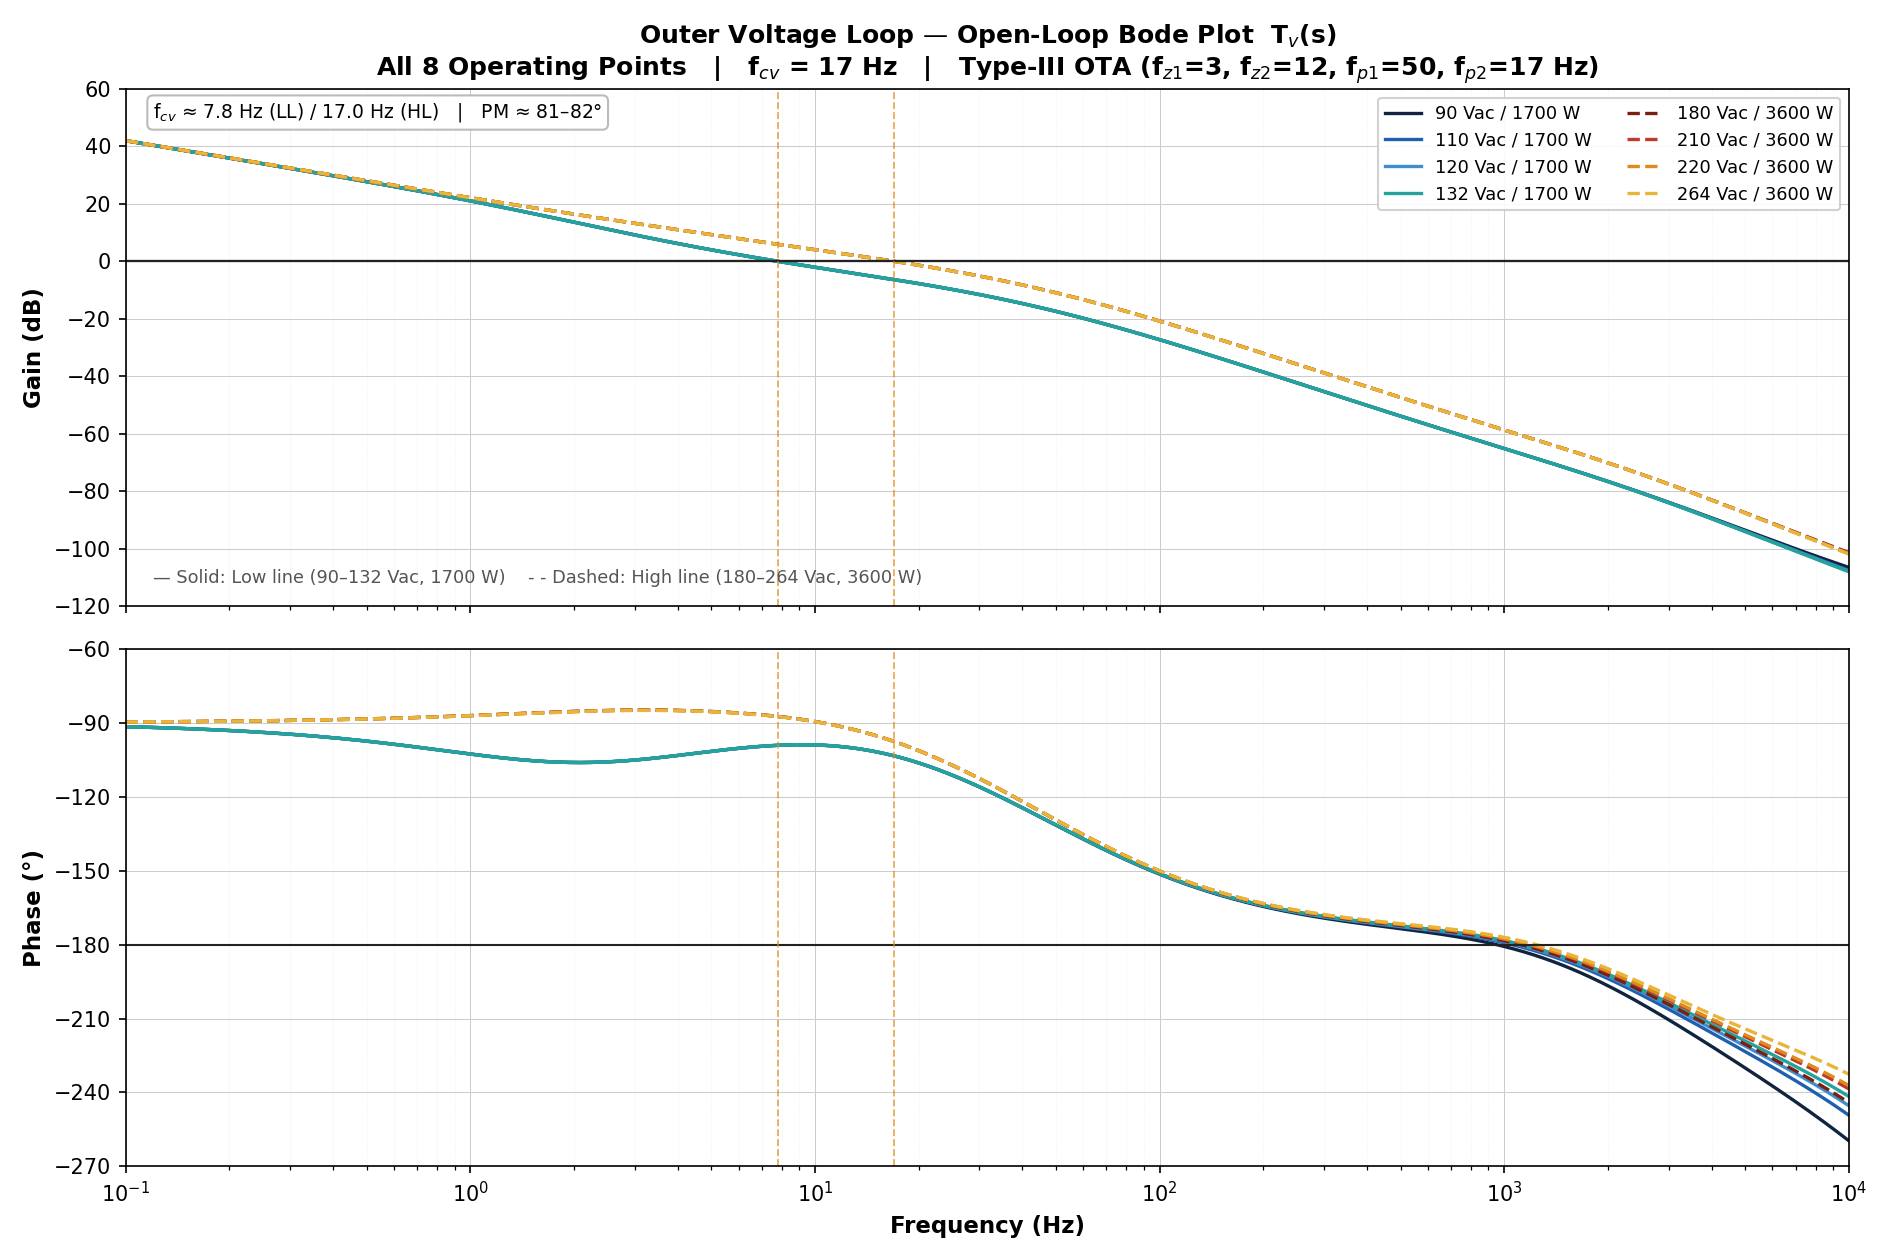 Outer Voltage Loop — Open-Loop Bode Plot Tv(s)
All 8 Operating Points | fcv = 17 Hz | Type-III OTA (fz1=3, fz2=12, fp1=50, fp2=17 Hz)
fcv ≈ 7.8 Hz (LL) / 17.0 Hz (HL) | PM ≈ 81–82°
90 Vac / 1700 W
110 Vac / 1700 W
120 Vac / 1700 W
132 Vac / 1700 W
180 Vac / 3600 W
210 Vac / 3600 W
220 Vac / 3600 W
264 Vac / 3600 W
Gain (dB)
60
40
20
0
−20
−40
−60
−80
−100
−120
— Solid: Low line (90–132 Vac, 1700 W) - - Dashed: High line (180–264 Vac, 3600 W)
Phase (°)
−60
−90
−120
−150
−180
−210
−240
−270
10⁻¹ 10⁰ 10¹ 10² 10³ 10⁴
Frequency (Hz)